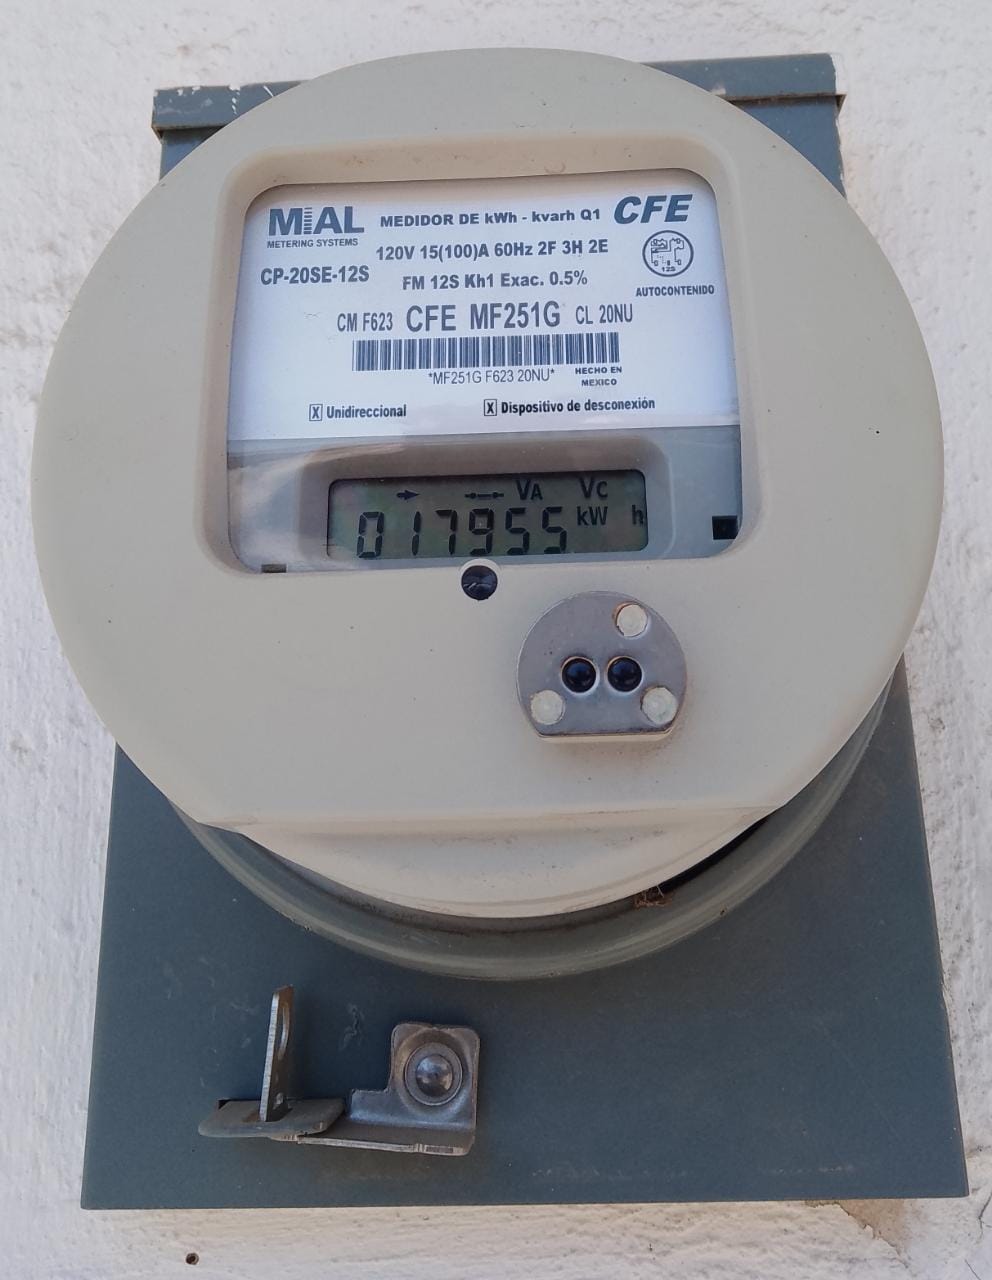 MIAL
METERING SYSTEMS
MEDIDOR DE kWh - kvarh Q1
CFE
120V 15(100)A 60Hz 2F 3H 2E
CP-20SE-12S
FM 12S Kh1 Exac. 0.5%
12S
AUTOCONTENIDO
CM F623 CFE MF251G CL 20NU
*MF251G F623 20NU*
HECHO EN
MEXICO
X Unidireccional
X Dispositivo de desconexión
VA VC
017955 kW h